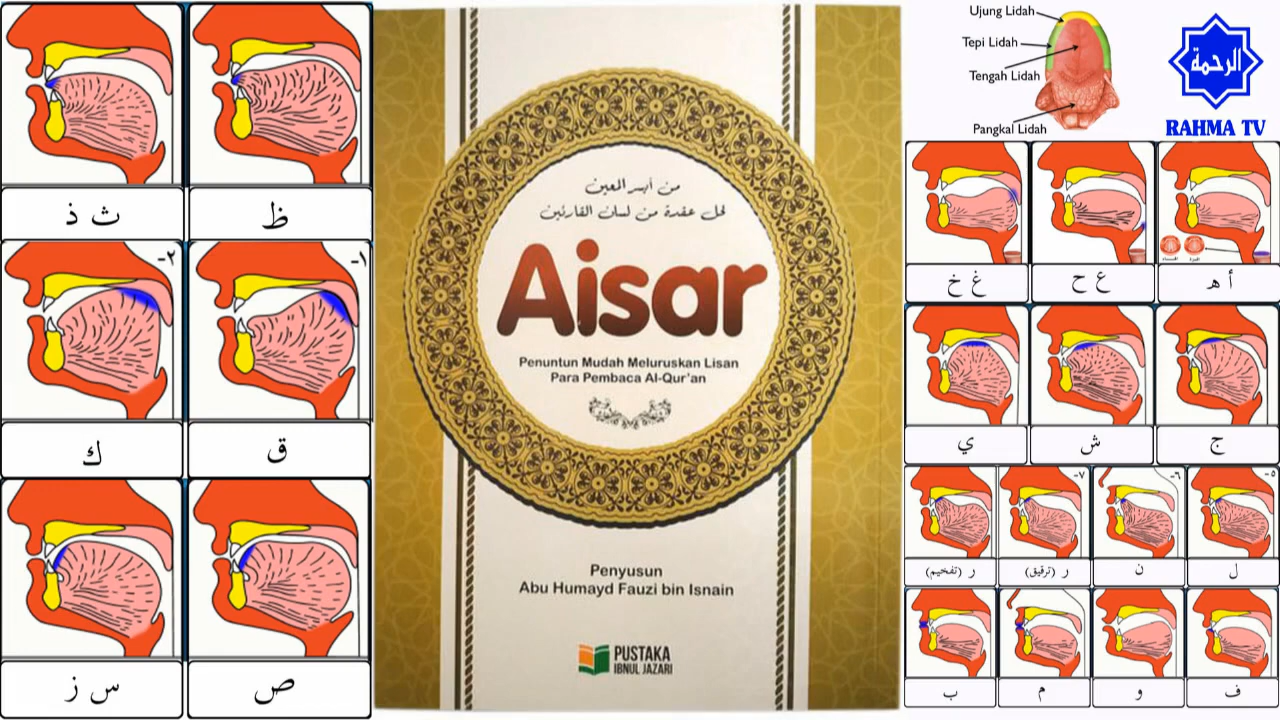 ث ذ
ظ
-٢
-١
ك
ق
س ز
ص
من أيسر المعين
لحل عقدة من لسان القارئين
Aisar
Penuntun Mudah Meluruskan Lisan
Para Pembaca Al-Qur'an
Penyusun
Abu Humayd Fauzi bin Isnain
PUSTAKA
IBNUL JAZARI
Ujung Lidah
Tepi Lidah
Tengah Lidah
Pangkal Lidah
الرحمة
RAHMA TV
غ خ
ع ح
أ ه
ي
ش
ج
-٧
-٦
-٥
ر (تفخيم)
ر (ترقيق)
ن
ل
ب
م
و
ف